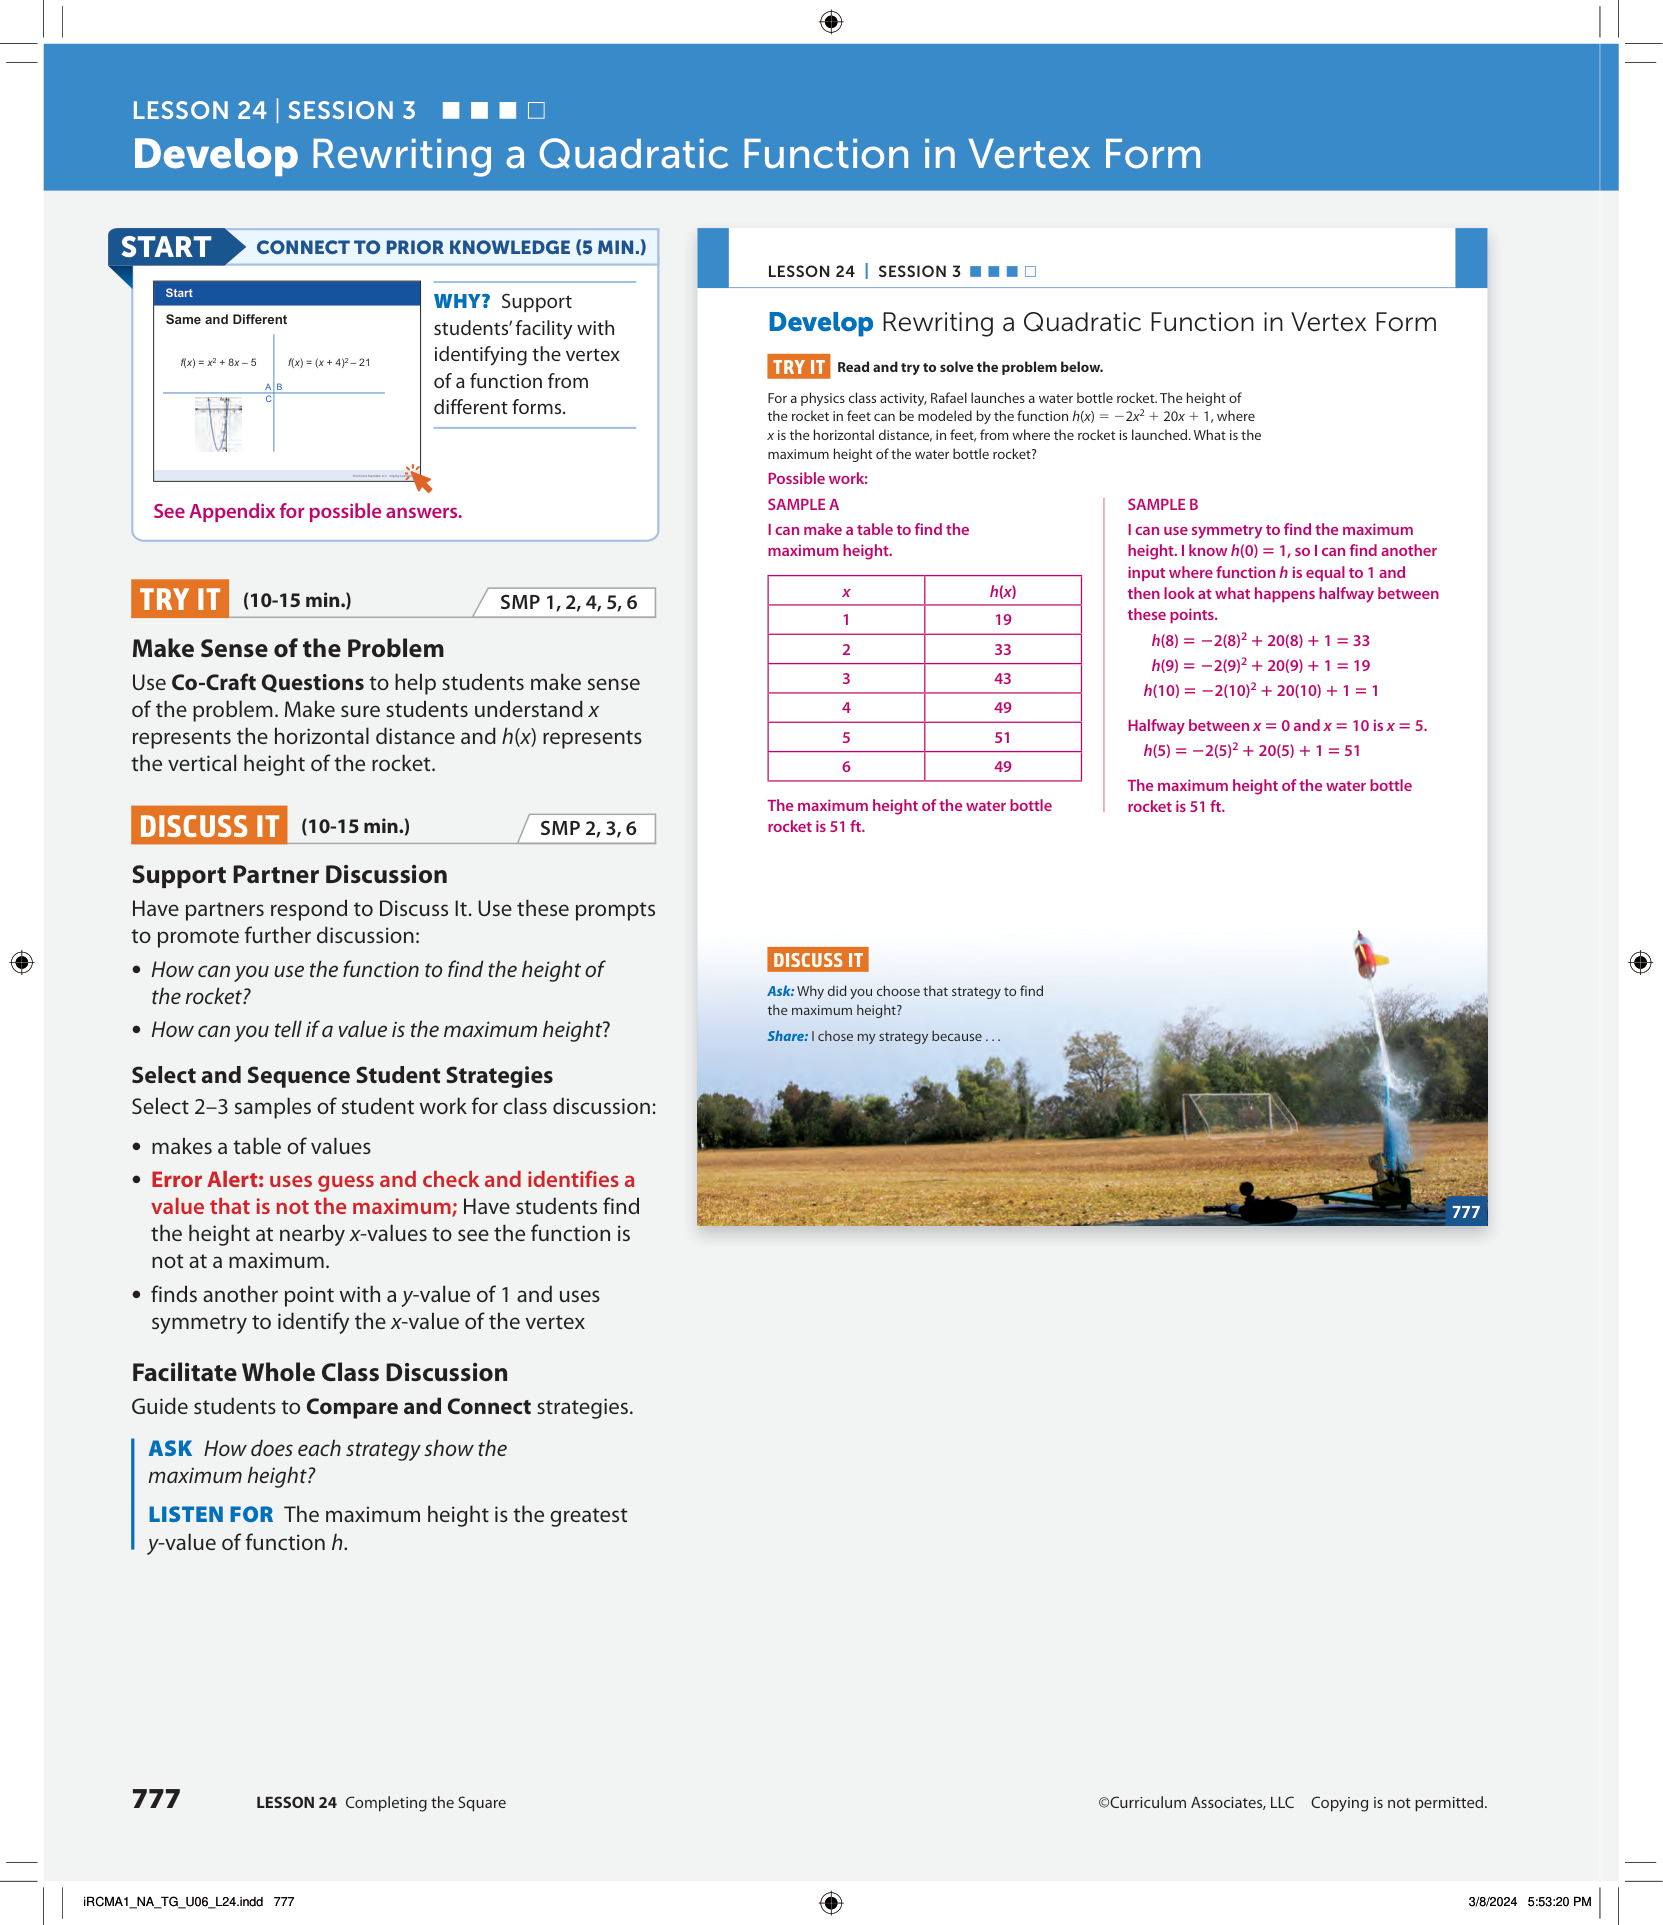 LESSON 24 | SESSION 3
Develop Rewriting a Quadratic Function in Vertex Form
START
CONNECT TO PRIOR KNOWLEDGE (5 MIN.)
Start
Same and Different
f(x) = x² + 8x – 5
f(x) = (x + 4)² – 21
A B
C
WHY? Support
students’ facility with
identifying the vertex
of a function from
different forms.
See Appendix for possible answers.
TRY IT (10-15 min.)
SMP 1, 2, 4, 5, 6
Make Sense of the Problem
Use Co-Craft Questions to help students make sense
of the problem. Make sure students understand x
represents the horizontal distance and h(x) represents
the vertical height of the rocket.
DISCUSS IT (10-15 min.)
SMP 2, 3, 6
Support Partner Discussion
Have partners respond to Discuss It. Use these prompts
to promote further discussion:
• How can you use the function to find the height of
the rocket?
• How can you tell if a value is the maximum height?
Select and Sequence Student Strategies
Select 2–3 samples of student work for class discussion:
• makes a table of values
• Error Alert: uses guess and check and identifies a
value that is not the maximum; Have students find
the height at nearby x-values to see the function is
not at a maximum.
• finds another point with a y-value of 1 and uses
symmetry to identify the x-value of the vertex
Facilitate Whole Class Discussion
Guide students to Compare and Connect strategies.
ASK How does each strategy show the
maximum height?
LISTEN FOR The maximum height is the greatest
y-value of function h.
LESSON 24 | SESSION 3
Develop Rewriting a Quadratic Function in Vertex Form
TRY IT Read and try to solve the problem below.
For a physics class activity, Rafael launches a water bottle rocket. The height of
the rocket in feet can be modeled by the function h(x) = −2x² + 20x + 1, where
x is the horizontal distance, in feet, from where the rocket is launched. What is the
maximum height of the water bottle rocket?
Possible work:
SAMPLE A
I can make a table to find the
maximum height.
x h(x)
1 19
2 33
3 43
4 49
5 51
6 49
The maximum height of the water bottle
rocket is 51 ft.
SAMPLE B
I can use symmetry to find the maximum
height. I know h(0) = 1, so I can find another
input where function h is equal to 1 and
then look at what happens halfway between
these points.
h(8) = −2(8)² + 20(8) + 1 = 33
h(9) = −2(9)² + 20(9) + 1 = 19
h(10) = −2(10)² + 20(10) + 1 = 1
Halfway between x = 0 and x = 10 is x = 5.
h(5) = −2(5)² + 20(5) + 1 = 51
The maximum height of the water bottle
rocket is 51 ft.
DISCUSS IT
Ask: Why did you choose that strategy to find
the maximum height?
Share: I chose my strategy because . . .
777
777
LESSON 24 Completing the Square
©Curriculum Associates, LLC Copying is not permitted.
iRCMA1_NA_TG_U06_L24.indd 777
3/8/2024 5:53:20 PM